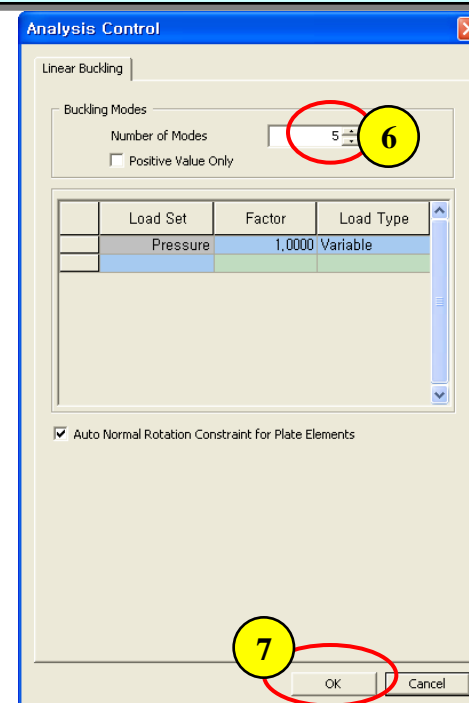 Analysis Control
Linear Buckling
Buckling Modes
Number of Modes 5 6
Positive Value Only
Load Set Factor Load Type
Pressure 1,0000 Variable
Auto Normal Rotation Constraint for Plate Elements
7
OK Cancel